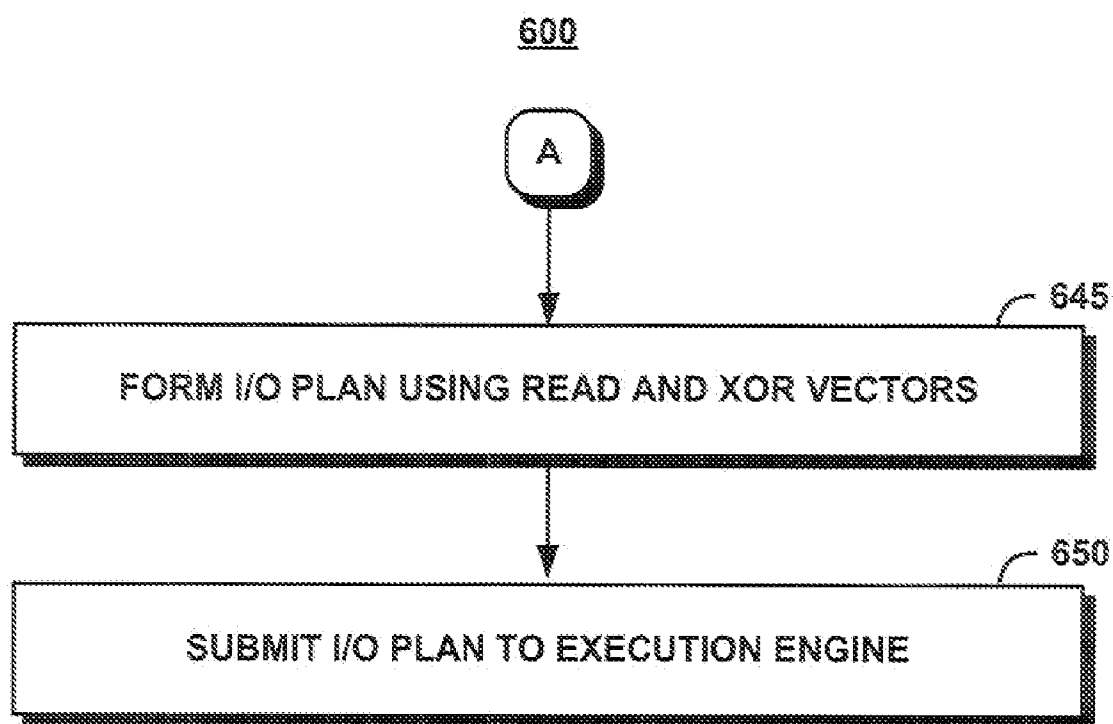 600
A
645
FORM I/O PLAN USING READ AND XOR VECTORS
650
SUBMIT I/O PLAN TO EXECUTION ENGINE